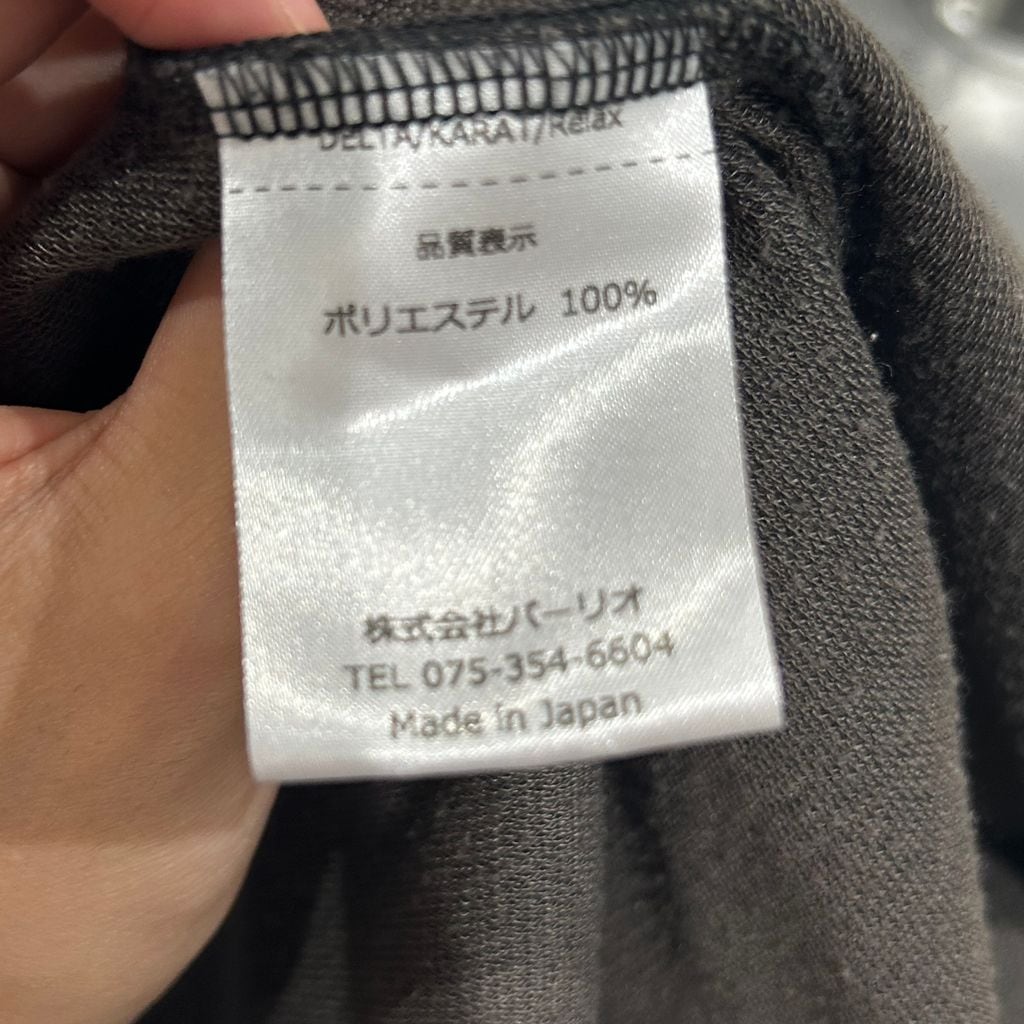 DELTA/KARAT/Relax
品質表示
ポリエステル 100%
株式会社バーリオ
TEL 075-354-6604
Made in Japan